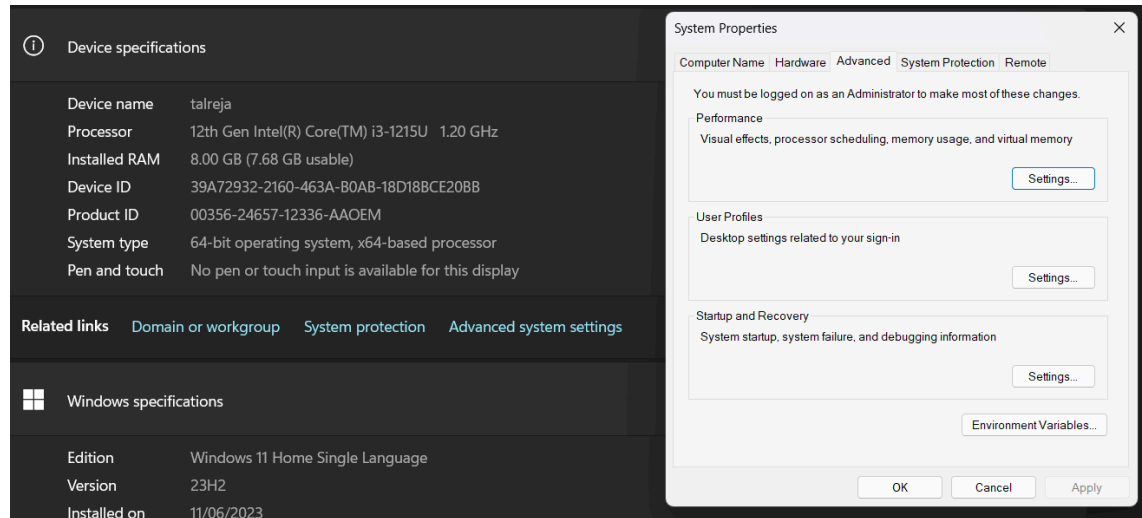 Device specifications
Device name talreja
Processor 12th Gen Intel(R) Core(TM) i3-1215U 1.20 GHz
Installed RAM 8.00 GB (7.68 GB usable)
Device ID 39A72932-2160-463A-B0AB-18D18BCE20BB
Product ID 00356-24657-12336-AAOEM
System type 64-bit operating system, x64-based processor
Pen and touch No pen or touch input is available for this display
Related links Domain or workgroup System protection Advanced system settings
Windows specifications
Edition Windows 11 Home Single Language
Version 23H2
Installed on 11/06/2023
System Properties
Computer Name Hardware Advanced System Protection Remote
You must be logged on as an Administrator to make most of these changes.
Performance
Visual effects, processor scheduling, memory usage, and virtual memory
Settings...
User Profiles
Desktop settings related to your sign-in
Settings...
Startup and Recovery
System startup, system failure, and debugging information
Settings...
Environment Variables...
OK Cancel Apply